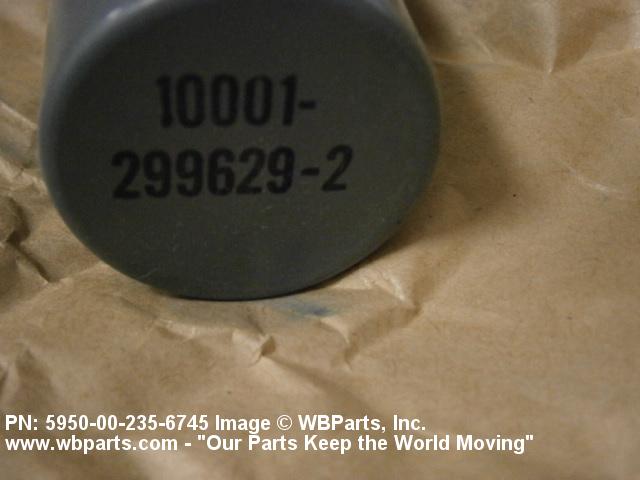 10001-
299629-2
PN: 5950-00-235-6745 Image © WBParts, Inc.
www.wbparts.com - "Our Parts Keep the World Moving"